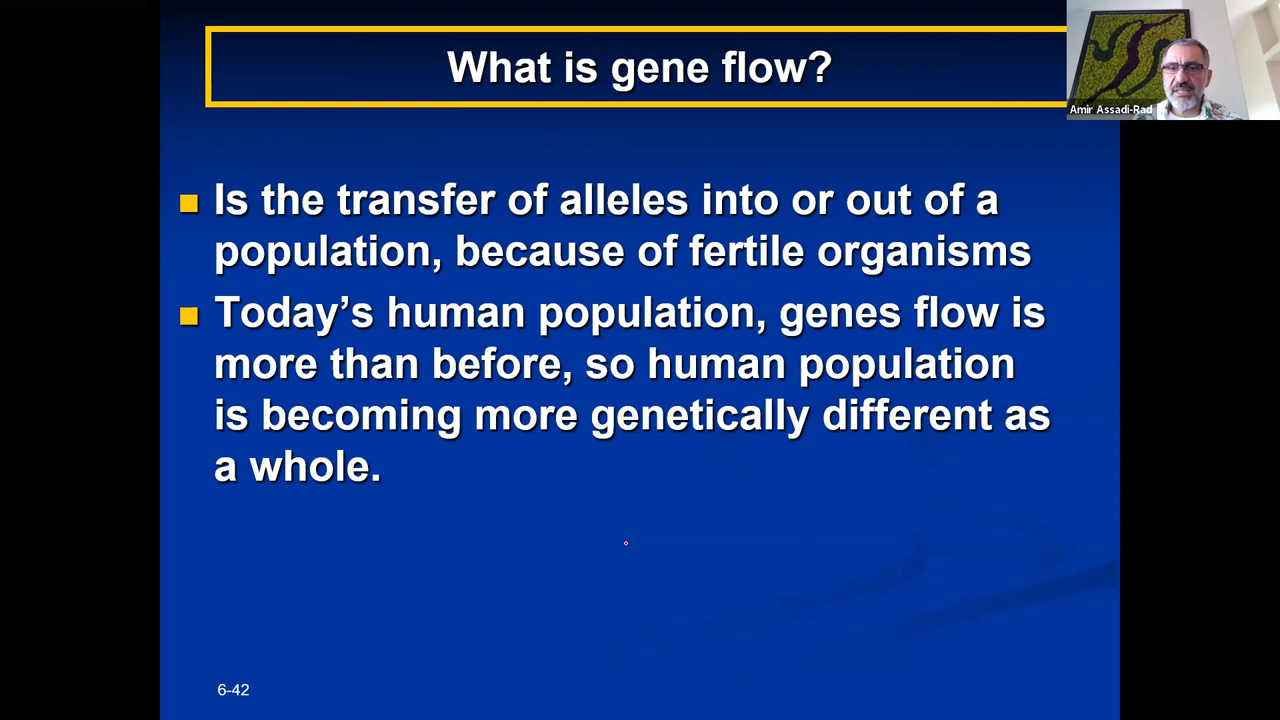 What is gene flow?
Amir Assadi-Rad
Is the transfer of alleles into or out of a
population, because of fertile organisms
Today’s human population, genes flow is
more than before, so human population
is becoming more genetically different as
a whole.
6-42